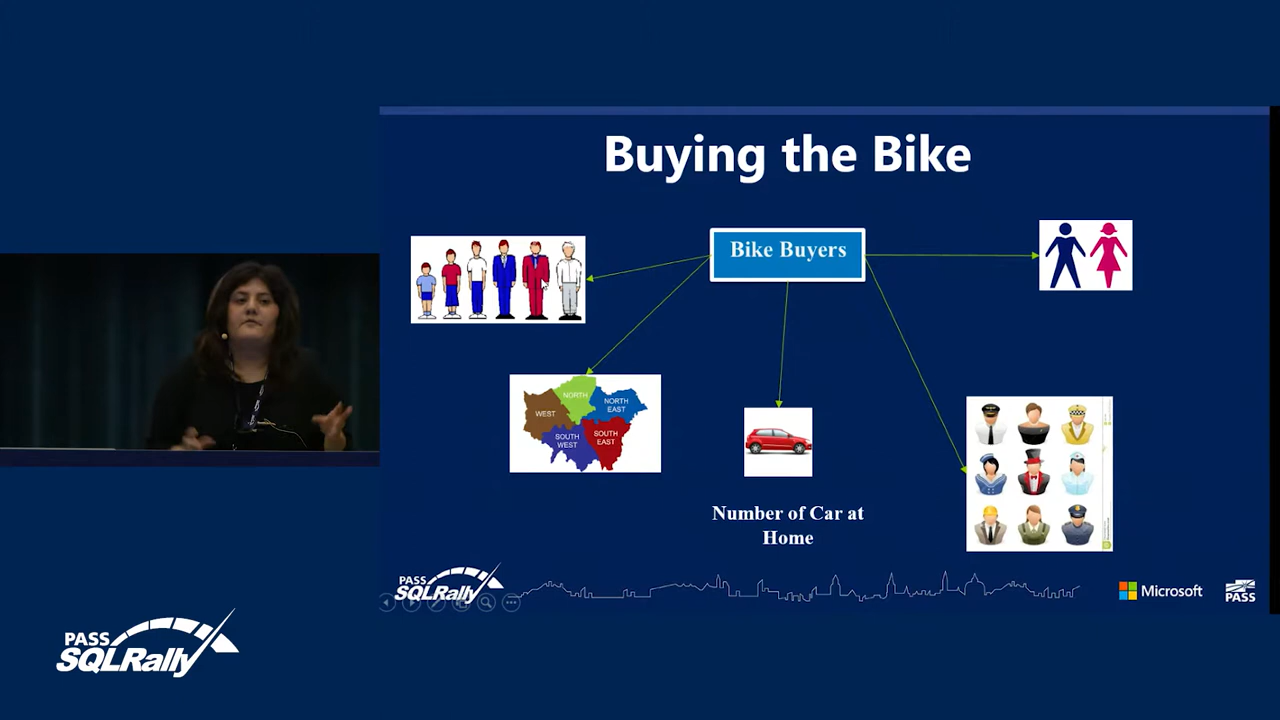 Buying the Bike
Bike Buyers
NORTH
WEST
NORTH
EAST
SOUTH
WEST
SOUTH
EAST
Number of Car at
Home
PASS
SQLRally
Microsoft
PASS
PASS
SQLRally